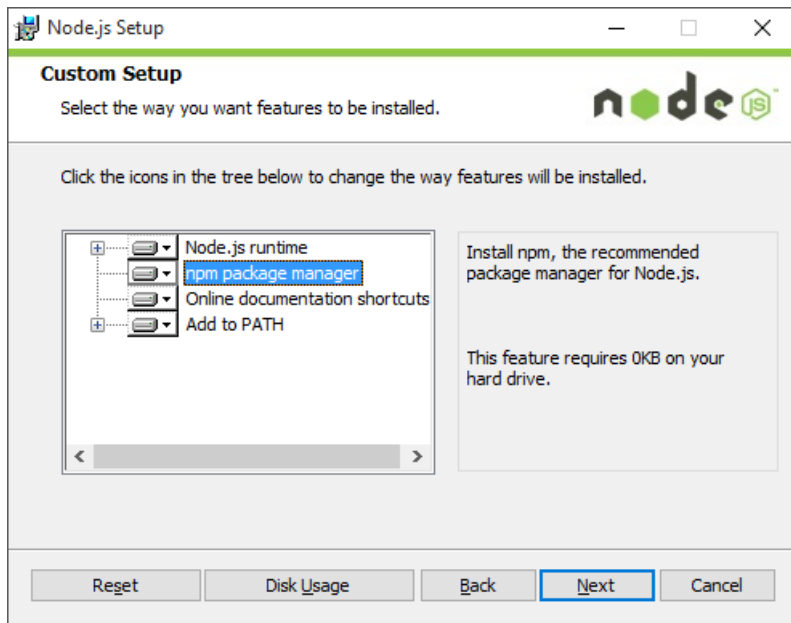 Node.js Setup
Custom Setup
Select the way you want features to be installed.
node JS ™
Click the icons in the tree below to change the way features will be installed.
Node.js runtime
npm package manager
Online documentation shortcuts
Add to PATH
Install npm, the recommended
package manager for Node.js.
This feature requires 0KB on your
hard drive.
Reset
Disk Usage
Back
Next
Cancel